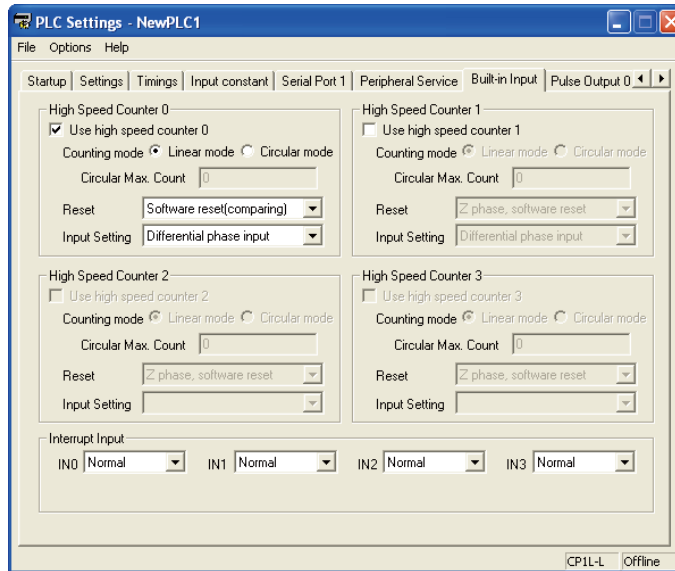 PLC Settings - NewPLC1
File Options Help
Startup Settings Timings Input constant Serial Port 1 Peripheral Service Built-in Input Pulse Output 0
High Speed Counter 0
Use high speed counter 0
Counting mode Linear mode Circular mode
Circular Max. Count 0
Reset Software reset(comparing)
Input Setting Differential phase input
High Speed Counter 1
Use high speed counter 1
Counting mode Linear mode Circular mode
Circular Max. Count 0
Reset Z phase, software reset
Input Setting Differential phase input
High Speed Counter 2
Use high speed counter 2
Counting mode Linear mode Circular mode
Circular Max. Count 0
Reset Z phase, software reset
Input Setting
High Speed Counter 3
Use high speed counter 3
Counting mode Linear mode Circular mode
Circular Max. Count 0
Reset Z phase, software reset
Input Setting
Interrupt Input
IN0 Normal IN1 Normal IN2 Normal IN3 Normal
CP1L-L Offline